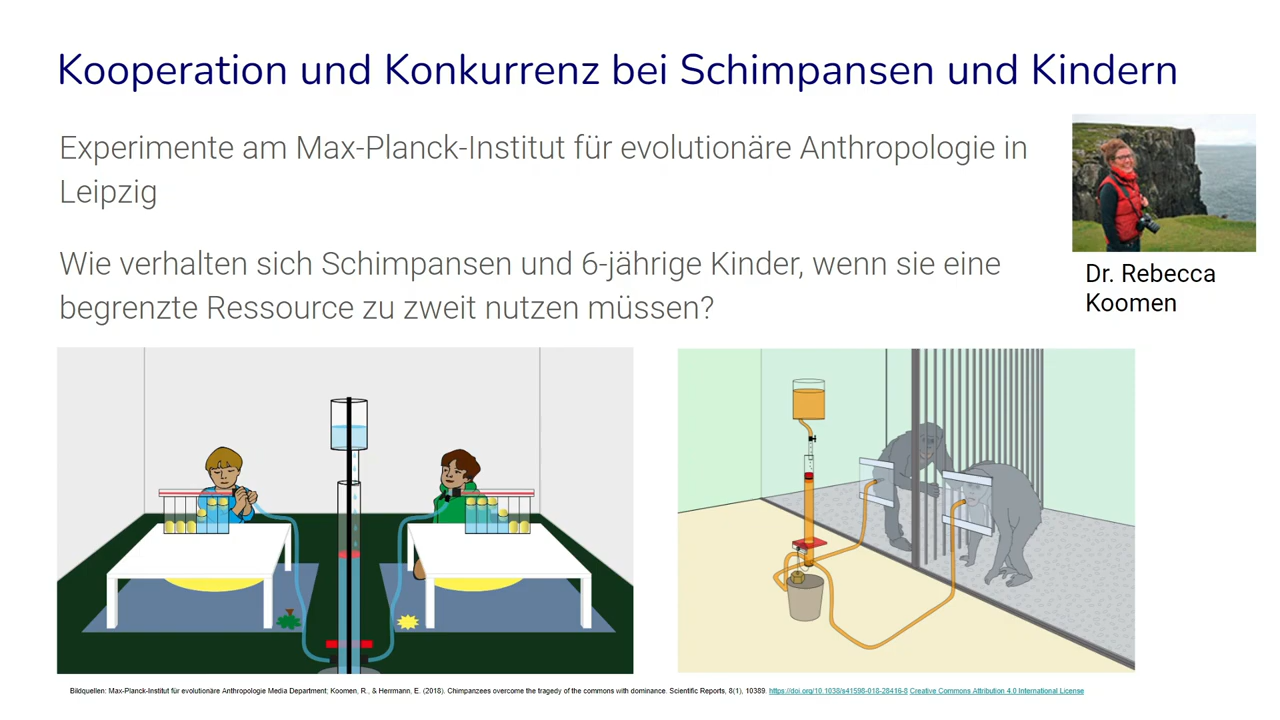 Kooperation und Konkurrenz bei Schimpansen und Kindern
Experimente am Max-Planck-Institut für evolutionäre Anthropologie in
Leipzig
Wie verhalten sich Schimpansen und 6-jährige Kinder, wenn sie eine
begrenzte Ressource zu zweit nutzen müssen?
Dr. Rebecca
Koomen
Bildquellen: Max-Planck-Institut für evolutionäre Anthropologie Media Department; Koomen, R., & Herrmann, E. (2018). Chimpanzees overcome the tragedy of the commons with dominance. Scientific Reports, 8(1), 10389. https://doi.org/10.1038/s41598-018-28416-8 Creative Commons Attribution 4.0 International License